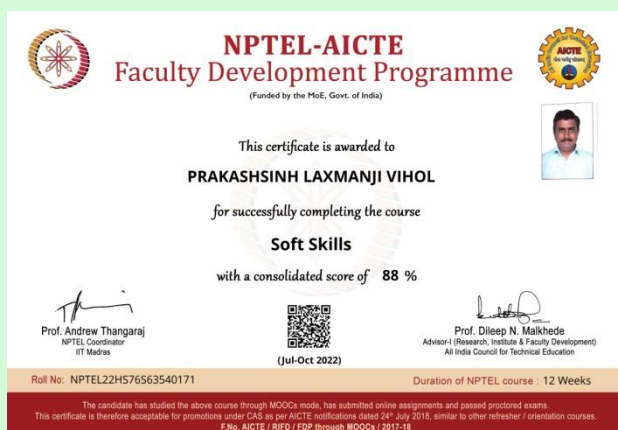 NPTEL-AICTE
Faculty Development Programme
(Funded by the MoE, Govt. of India)
AICTE
This certificate is awarded to
PRAKASHSINH LAXMANJI VIHOL
for successfully completing the course
Soft Skills
with a consolidated score of 88 %
Prof. Andrew Thangaraj
NPTEL Coordinator
IIT Madras
(Jul-Oct 2022)
Prof. Dileep N. Malkhede
Advisor-I (Research, Institute & Faculty Development)
All India Council for Technical Education
Roll No: NPTEL22HS76S63540171
Duration of NPTEL course : 12 Weeks
The candidate has studied the above course through MOOCs mode, has submitted online assignments and passed proctored exams.
This certificate is therefore acceptable for promotions under CAS as per AICTE notifications dated 24th July 2018, similar to other refresher / orientation courses.
F.No. AICTE / RIFD / FDP through MOOCs / 2017-18